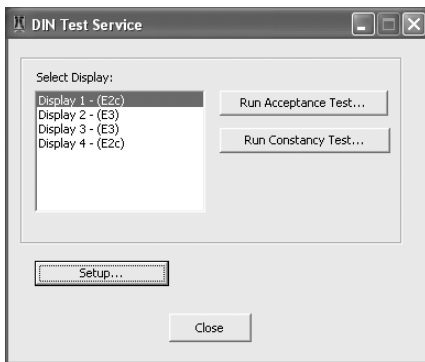 DIN Test Service
Select Display:
Display 1 - (E2c)
Display 2 - (E3)
Display 3 - (E3)
Display 4 - (E2c)
Run Acceptance Test...
Run Constancy Test...
Setup...
Close